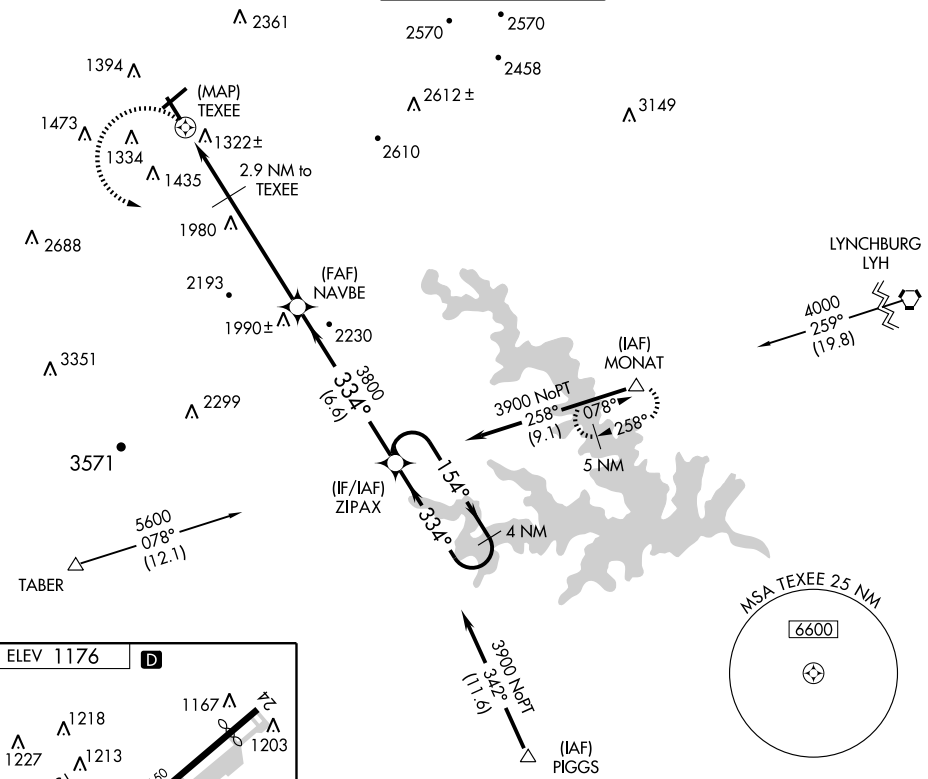 2361
2570
2570
2458
1394
(MAP)
TEXEE
2612 ±
3149
1473
1334
1322±
2610
1435
2.9 NM to
TEXEE
1980
2688
LYNCHBURG
LYH
(FAF)
NAVBE
2193
4000
259°
(19.8)
1990±
2230
(IAF)
MONAT
3351
3800
334°
(6.6)
3900 NoPT
258°
(9.1)
078°
258°
2299
5 NM
3571
(IF/IAF)
ZIPAX
154°
334°
4 NM
5600
078°
(12.1)
TABER
MSA TEXEE 25 NM
6600
3900 NoPT
342°
(11.6)
ELEV 1176
D
1167
24
1218
1203
1227
1213
(IAF)
PIGGS